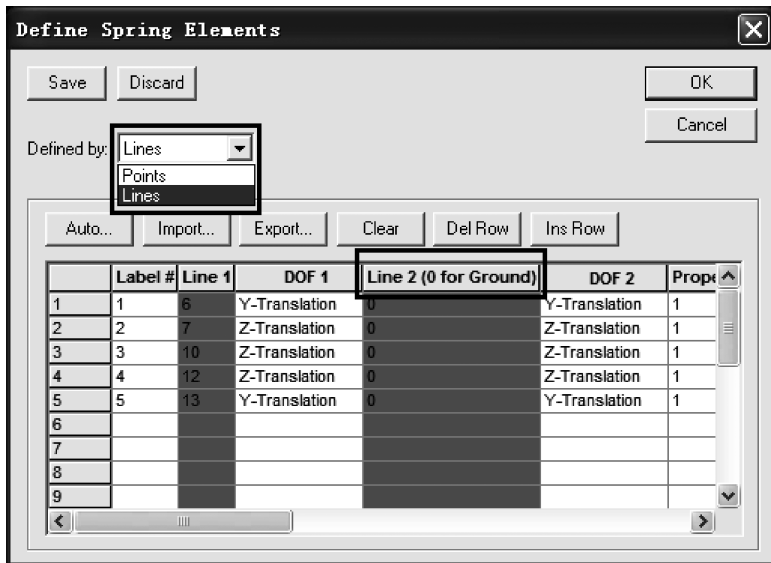 Define Spring Elements
Save Discard OK
Cancel
Defined by: Lines
Points
Lines
Auto... Import... Export... Clear Del Row Ins Row
Label # Line 1 DOF 1 Line 2 (0 for Ground) DOF 2 Prope
1 1 6 Y-Translation 0 Y-Translation 1
2 2 7 Z-Translation 0 Z-Translation 1
3 3 10 Z-Translation 0 Z-Translation 1
4 4 12 Z-Translation 0 Z-Translation 1
5 5 13 Y-Translation 0 Y-Translation 1
6
7
8
9